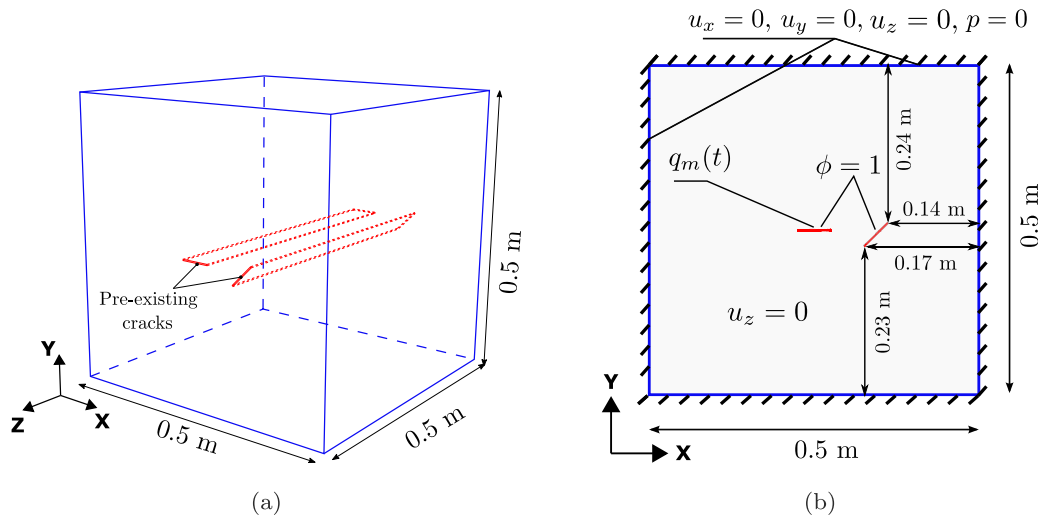 Pre-existing
cracks
0.5 m
0.5 m
0.5 m
Y
Z
X
(a)
u_x = 0, u_y = 0, u_z = 0, p = 0
q_m(t)
ϕ = 1
0.24 m
0.14 m
0.17 m
0.23 m
u_z = 0
0.5 m
0.5 m
Y
X
(b)